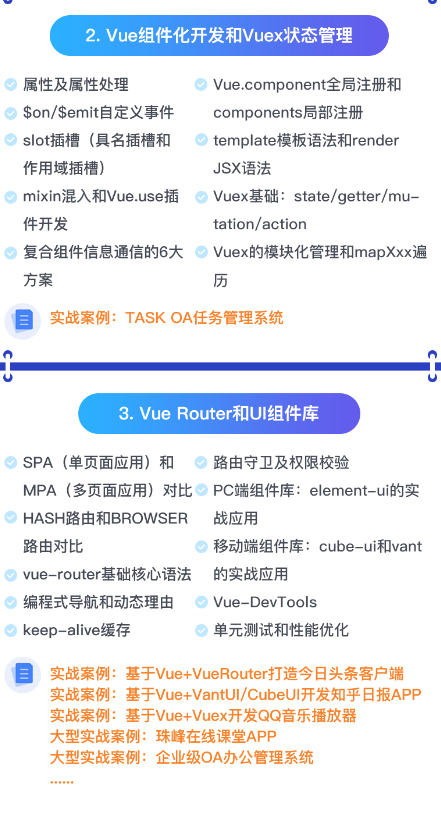 2. Vue组件化开发和Vuex状态管理
属性及属性处理
$on/$emit自定义事件
slot插槽（具名插槽和
作用域插槽）
mixin混入和Vue.use插
件开发
复合组件信息通信的6大
方案
Vue.component全局注册和
components局部注册
template模板语法和render
JSX语法
Vuex基础：state/getter/mu-
tation/action
Vuex的模块化管理和mapXxx遍
历
实战案例：TASK OA任务管理系统
3. Vue Router和UI组件库
SPA（单页面应用）和
MPA（多页面应用）对比
HASH路由和BROWSER
路由对比
vue-router基础核心语法
编程式导航和动态理由
keep-alive缓存
路由守卫及权限校验
PC端组件库：element-ui的实
战应用
移动端组件库：cube-ui和vant
的实战应用
Vue-DevTools
单元测试和性能优化
实战案例：基于Vue+VueRouter打造今日头条客户端
实战案例：基于Vue+VantUI/CubeUI开发知乎日报APP
实战案例：基于Vue+Vuex开发QQ音乐播放器
大型实战案例：珠峰在线课堂APP
大型实战案例：企业级OA办公管理系统
......